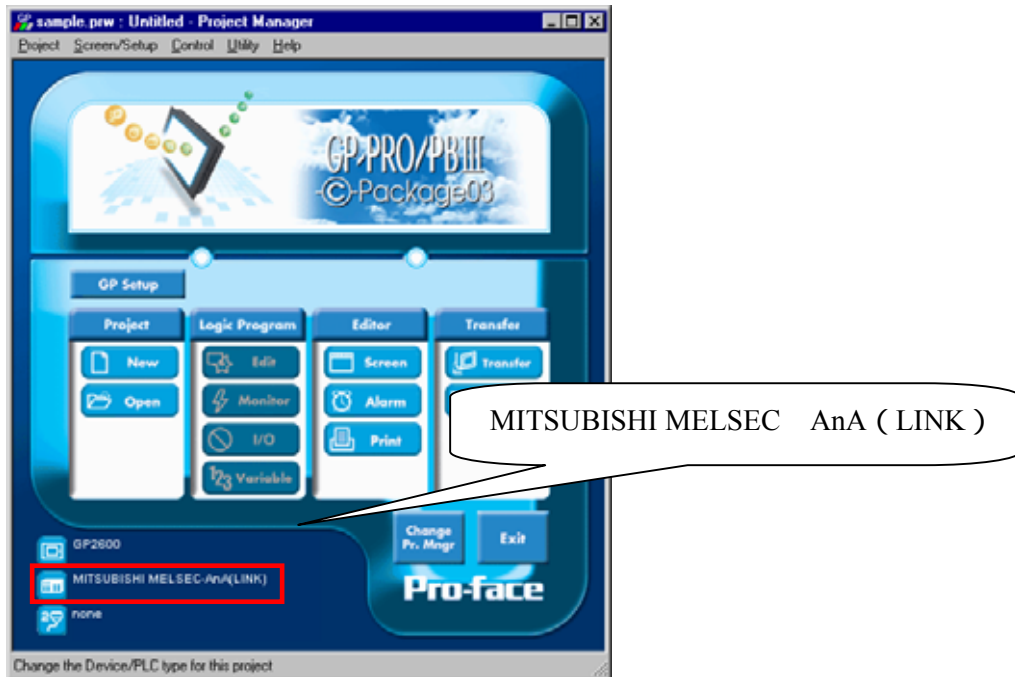 sample.prw : Untitled - Project Manager
Project Screen/Setup Control Utility Help
GP-PRO/PBIII
-C-Package03
GP Setup
Project Logic Program Editor Transfer
New Edit Screen Transfer
Open Monitor Alarm
I/O Print
Variable
MITSUBISHI MELSEC AnA ( LINK )
Change Pr. Mngr
Exit
GP2600
MITSUBISHI MELSEC-AnA(LINK)
none
Pro-face
Change the Device/PLC type for this project